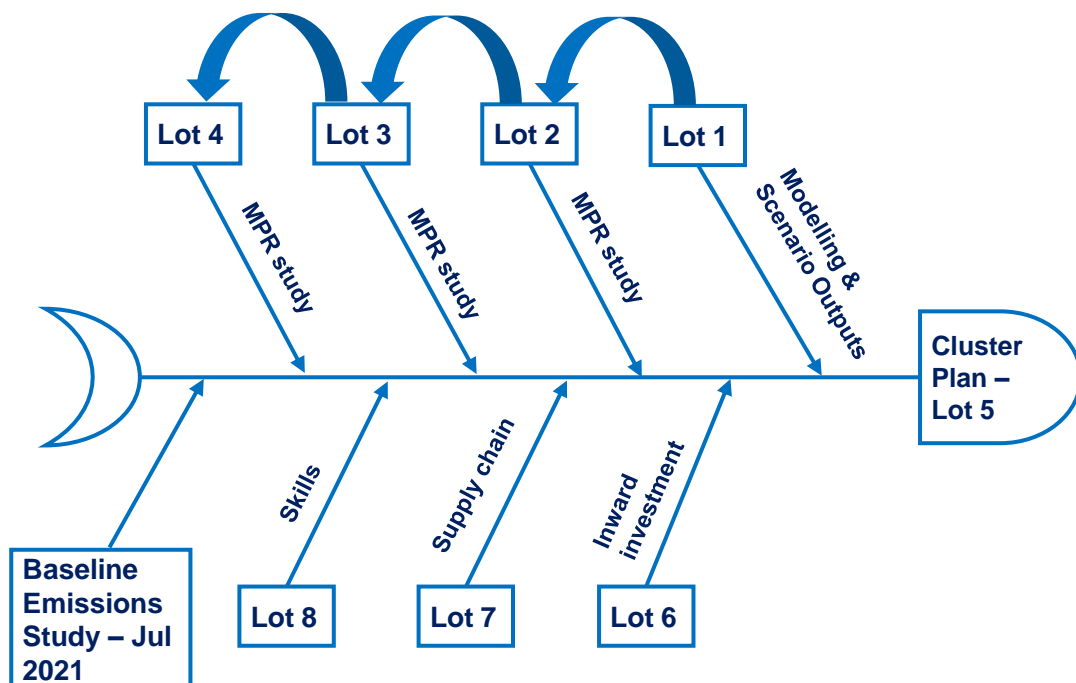 Lot 4
Lot 3
Lot 2
Lot 1
MPR study
MPR study
MPR study
Modelling &
Scenario Outputs
Cluster
Plan –
Lot 5
Skills
Supply chain
Inward
investment
Baseline
Emissions
Study – Jul
2021
Lot 8
Lot 7
Lot 6